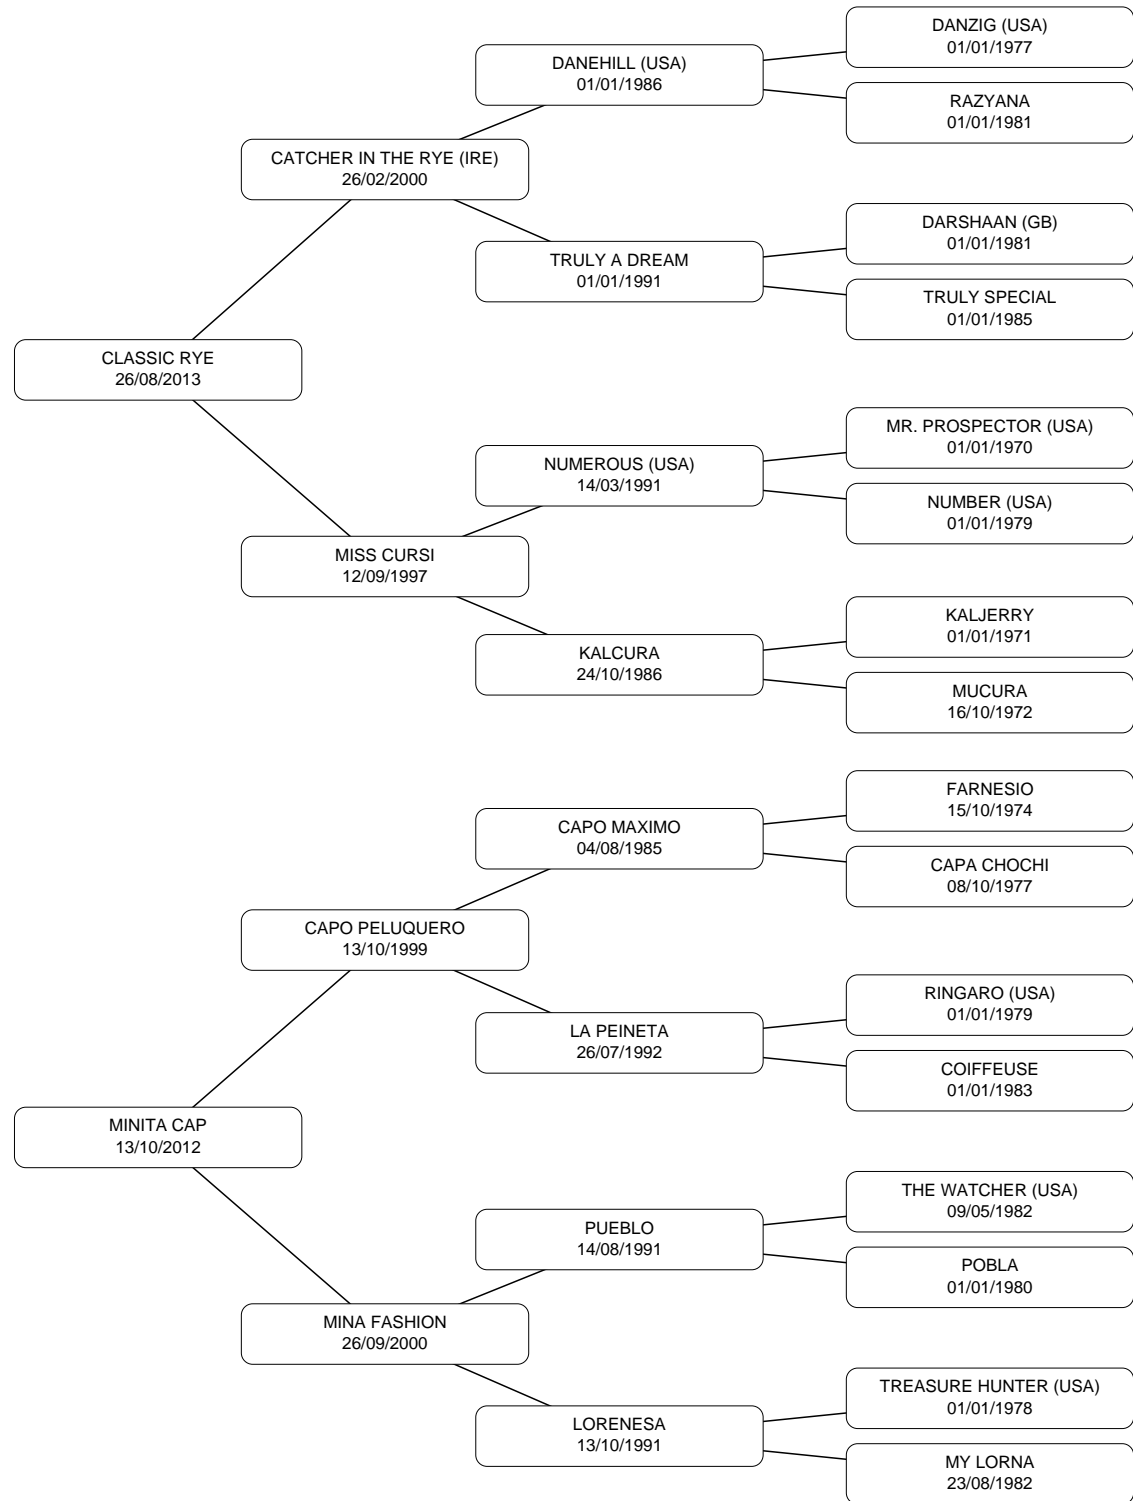 DANZIG (USA)
01/01/1977
DANEHILL (USA)
01/01/1986
RAZYANA
01/01/1981
CATCHER IN THE RYE (IRE)
26/02/2000
DARSHAAN (GB)
01/01/1981
TRULY A DREAM
01/01/1991
TRULY SPECIAL
01/01/1985
CLASSIC RYE
26/08/2013
MR. PROSPECTOR (USA)
01/01/1970
NUMEROUS (USA)
14/03/1991
NUMBER (USA)
01/01/1979
MISS CURSI
12/09/1997
KALJERRY
01/01/1971
KALCURA
24/10/1986
MUCURA
16/10/1972
FARNESIO
15/10/1974
CAPO MAXIMO
04/08/1985
CAPA CHOCHI
08/10/1977
CAPO PELUQUERO
13/10/1999
RINGARO (USA)
01/01/1979
LA PEINETA
26/07/1992
COIFFEUSE
01/01/1983
MINITA CAP
13/10/2012
THE WATCHER (USA)
09/05/1982
PUEBLO
14/08/1991
POBLA
01/01/1980
MINA FASHION
26/09/2000
TREASURE HUNTER (USA)
01/01/1978
LORENESA
13/10/1991
MY LORNA
23/08/1982